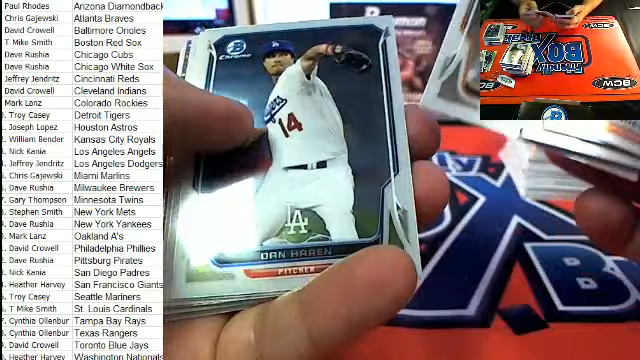 Paul Rhodes Arizona Diamondback
Chris Gajewski Atlanta Braves
David Crowell Baltimore Orioles
T Mike Smith Boston Red Sox
Dave Rushia Chicago Cubs
Dave Rushia Chicago White Sox
Jeffrey Jendritz Cincinnati Reds
David Crowell Cleveland Indians
Mark Lanz Colorado Rockies
Troy Casey Detroit Tigers
Joseph Lopez Houston Astros
William Bender Kansas City Royals
Nick Kania Los Angeles Angels
Jeffrey Jendritz Los Angeles Dodgers
Chris Gajewski Miami Marlins
Dave Rushia Milwaukee Brewers
Gary Thompson Minnesota Twins
Stephen Smith New York Mets
Dave Rushia New York Yankees
Mark Lanz Oakland A's
David Crowell Philadelphia Phillies
Dave Rushia Pittsburg Pirates
Nick Kania San Diego Padres
Heather Harvey San Francisco Giants
Troy Casey Seattle Mariners
T Mike Smith St. Louis Cardinals
Cynthia Ollenbur Tampa Bay Rays
Cynthia Ollenbur Texas Rangers
David Crowell Toronto Blue Jays
Heather Harvey Washington Nationals
Chrome
14
LA
DAN HAREN
PITCHER
BOX
BCW
BCW